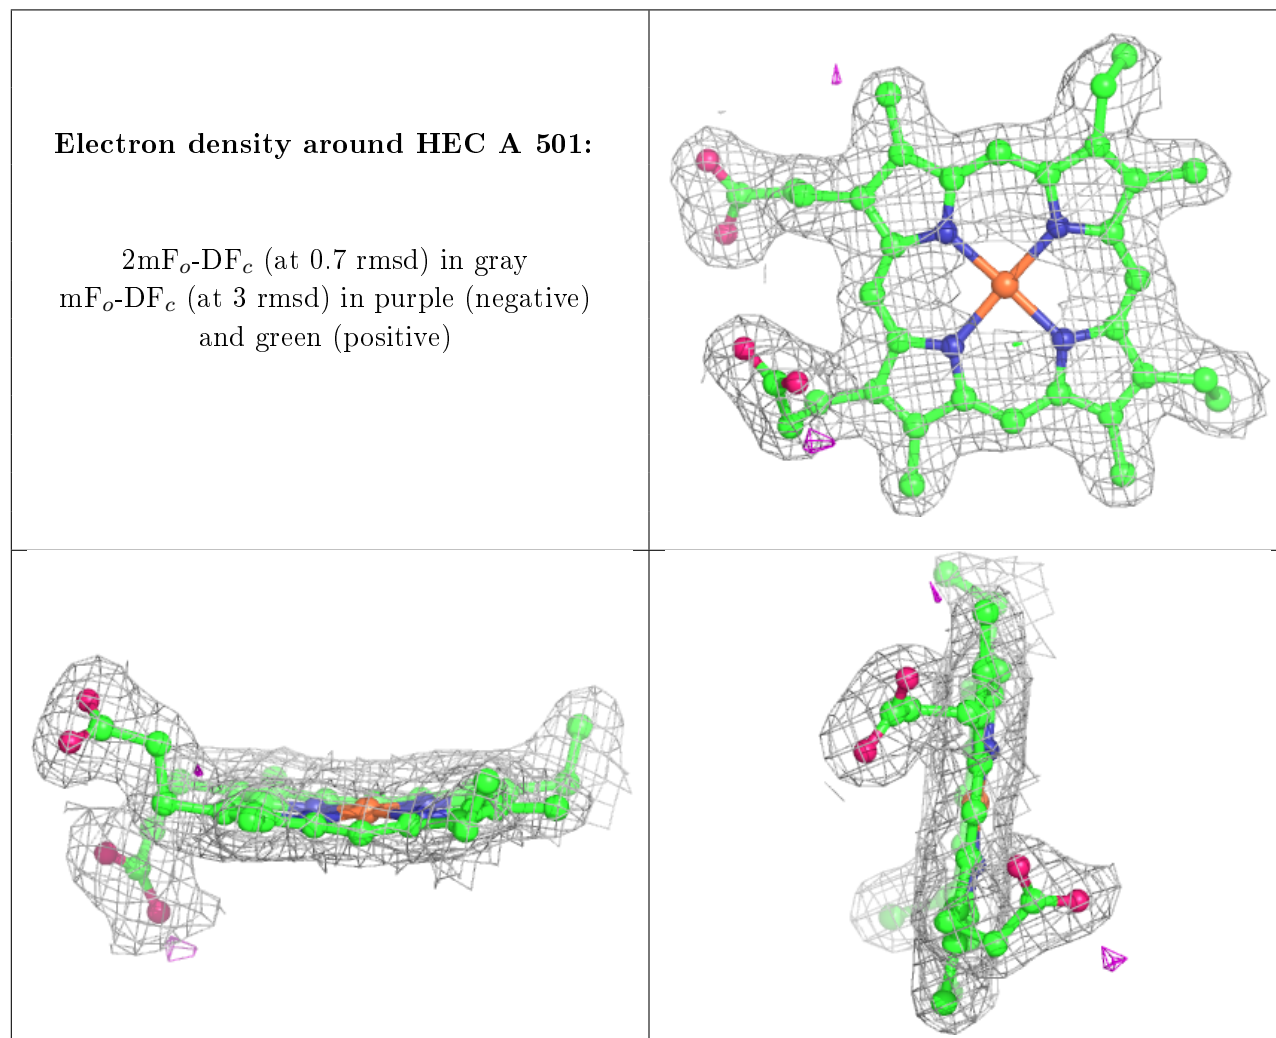 Electron density around HEC A 501:
2mFo-DFc (at 0.7 rmsd) in gray
mFo-DFc (at 3 rmsd) in purple (negative)
and green (positive)